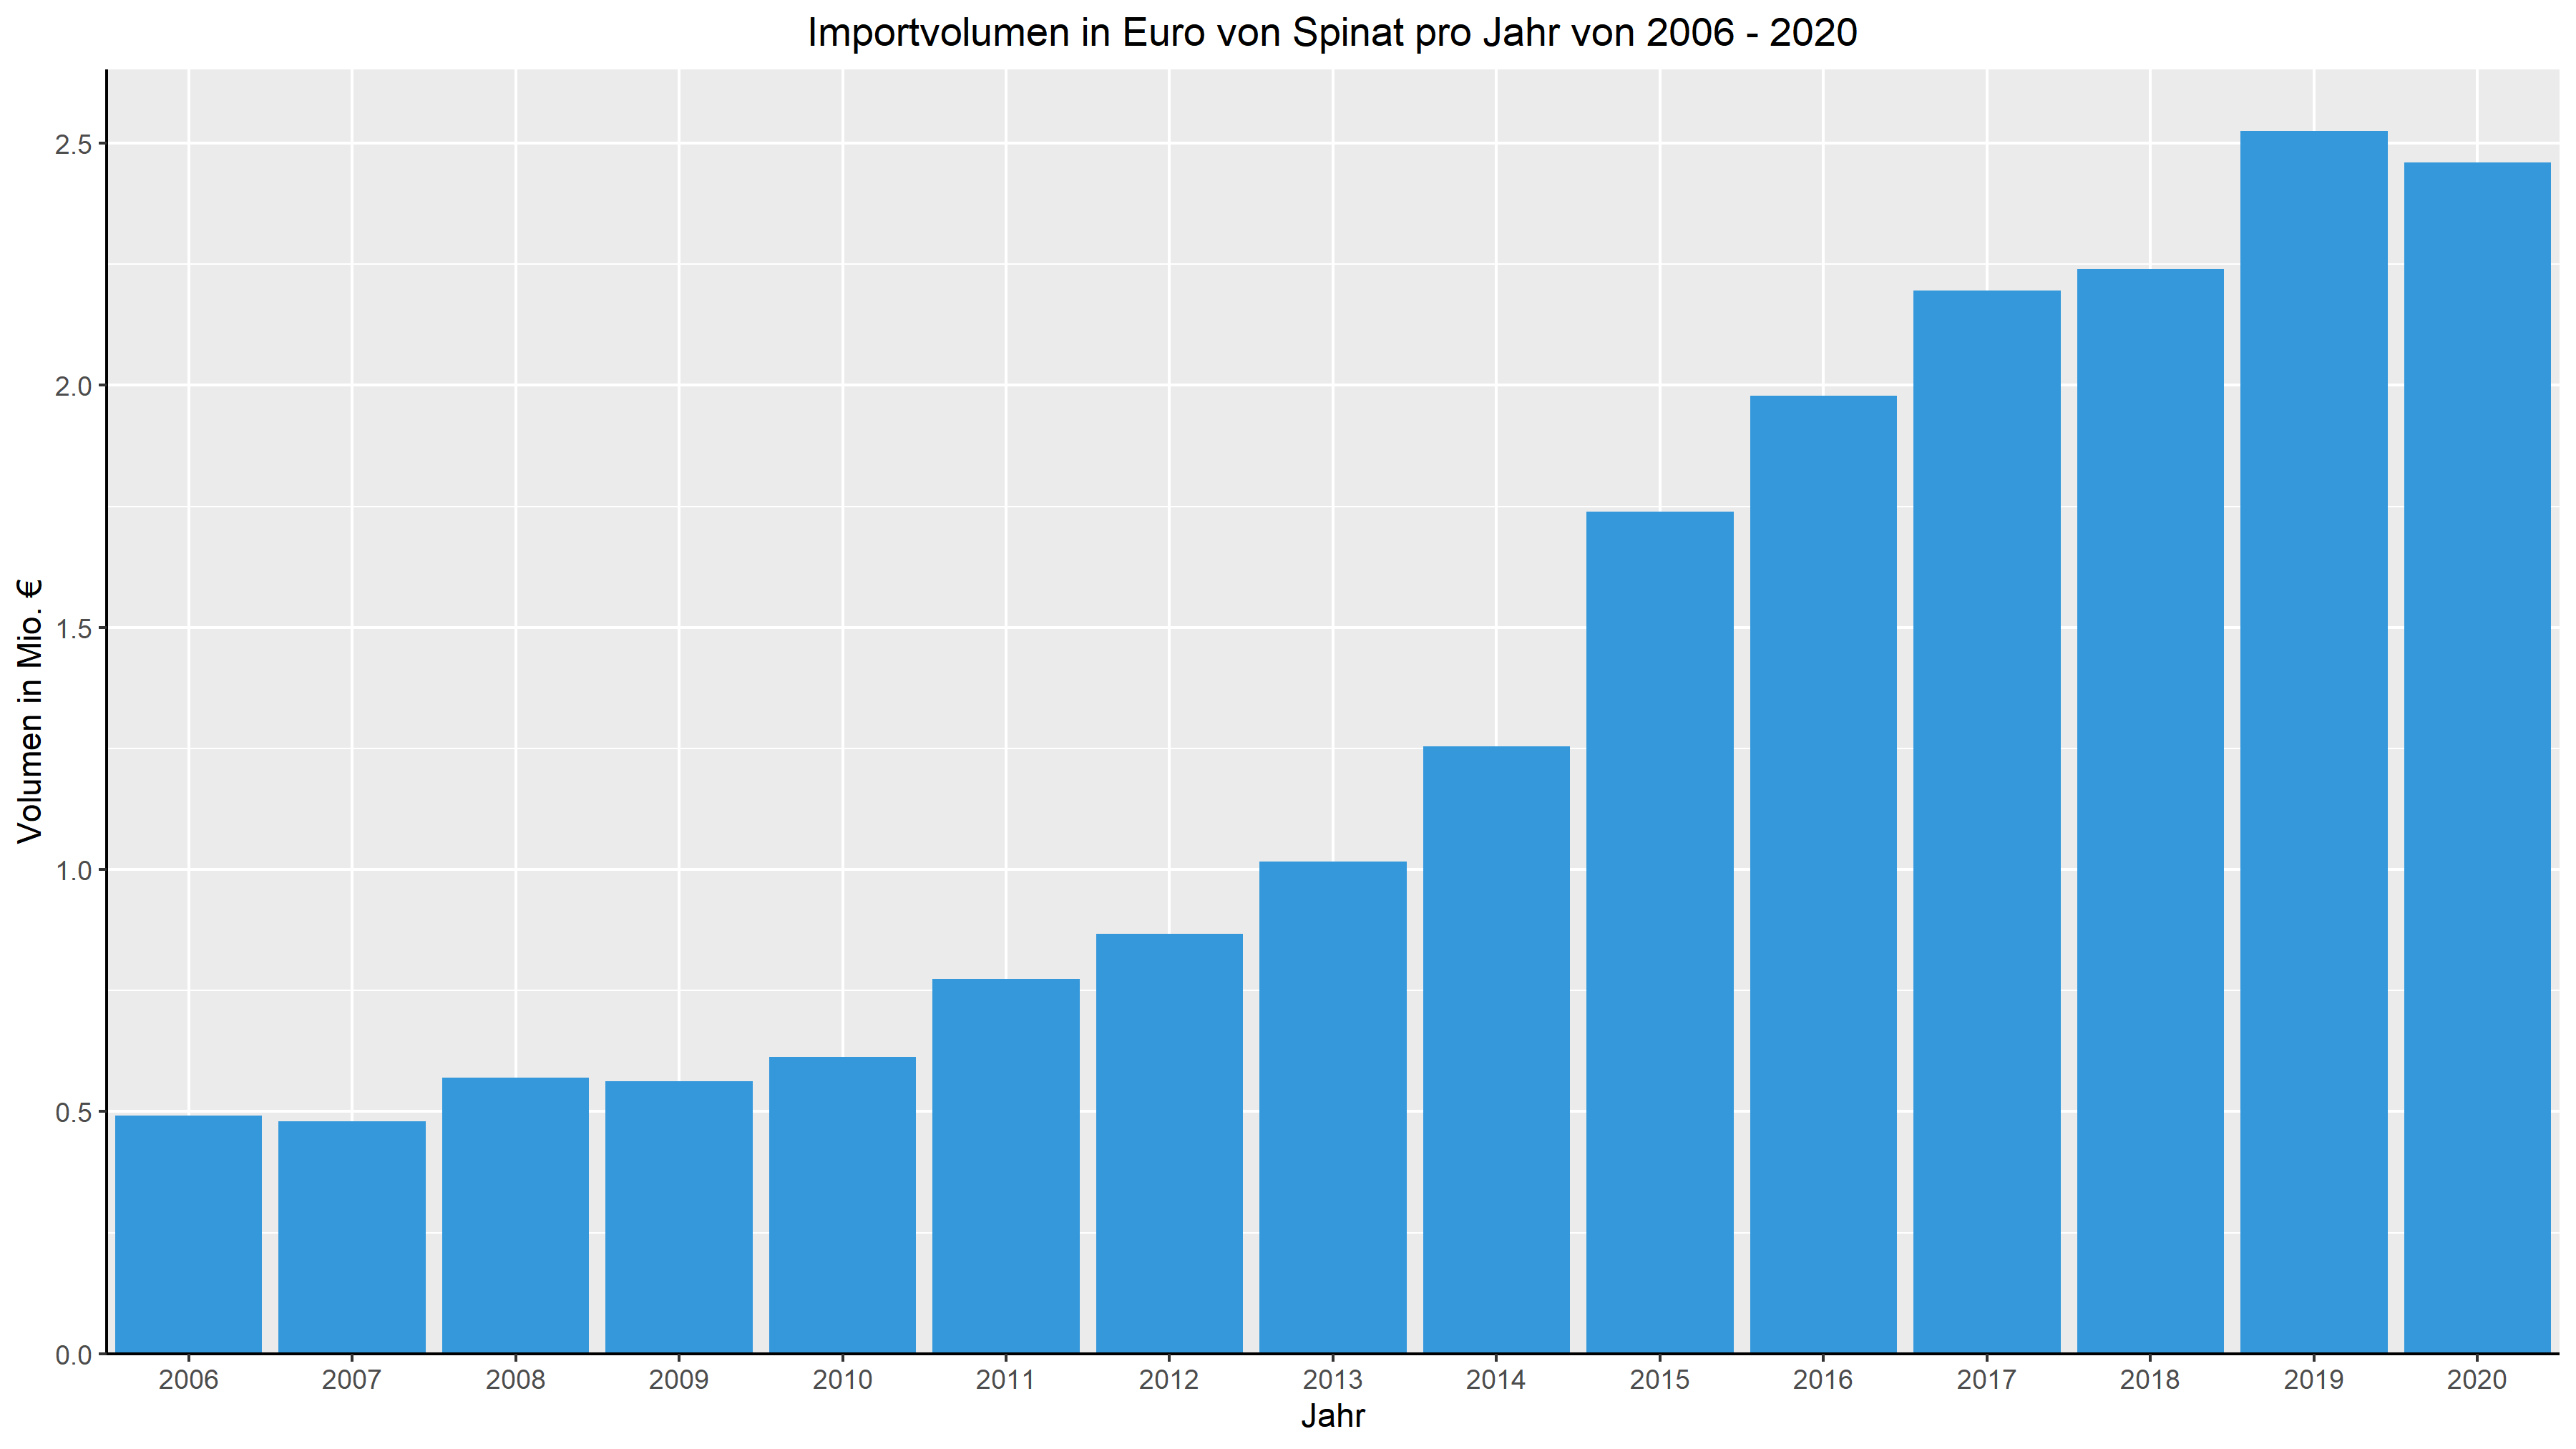 Importvolumen in Euro von Spinat pro Jahr von 2006 - 2020
Volumen in Mio. €
2.5
2.0
1.5
1.0
0.5
0.0
2006 2007 2008 2009 2010 2011 2012 2013 2014 2015 2016 2017 2018 2019 2020
Jahr